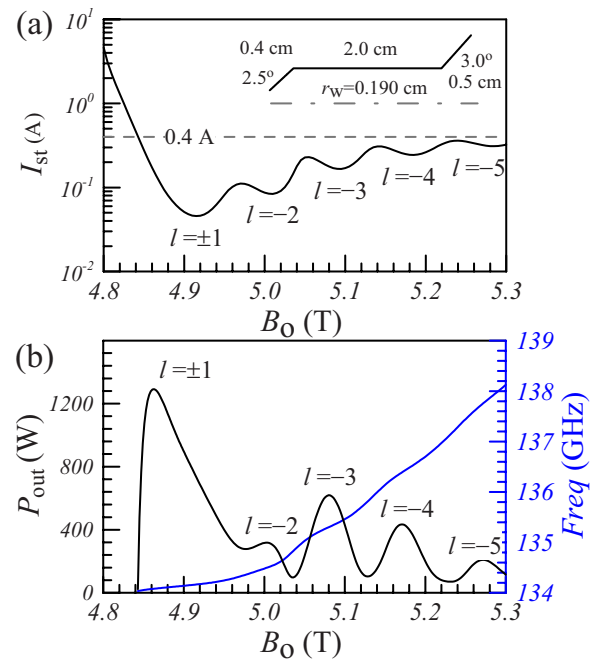 (a)
0.4 cm 2.0 cm 3.0°
2.5° r_w=0.190 cm 0.5 cm
I_st (A)
10^1
10^0
10^-1
10^-2
0.4 A
l=±1
l=−2
l=−3
l=−4
l=−5
4.8 4.9 5.0 5.1 5.2 5.3
B_o (T)
(b)
P_out (W)
1200
800
400
0
l=±1
l=−2
l=−3
l=−4
l=−5
139
138
137
136
135
134
Freq (GHz)
4.8 4.9 5.0 5.1 5.2 5.3
B_o (T)